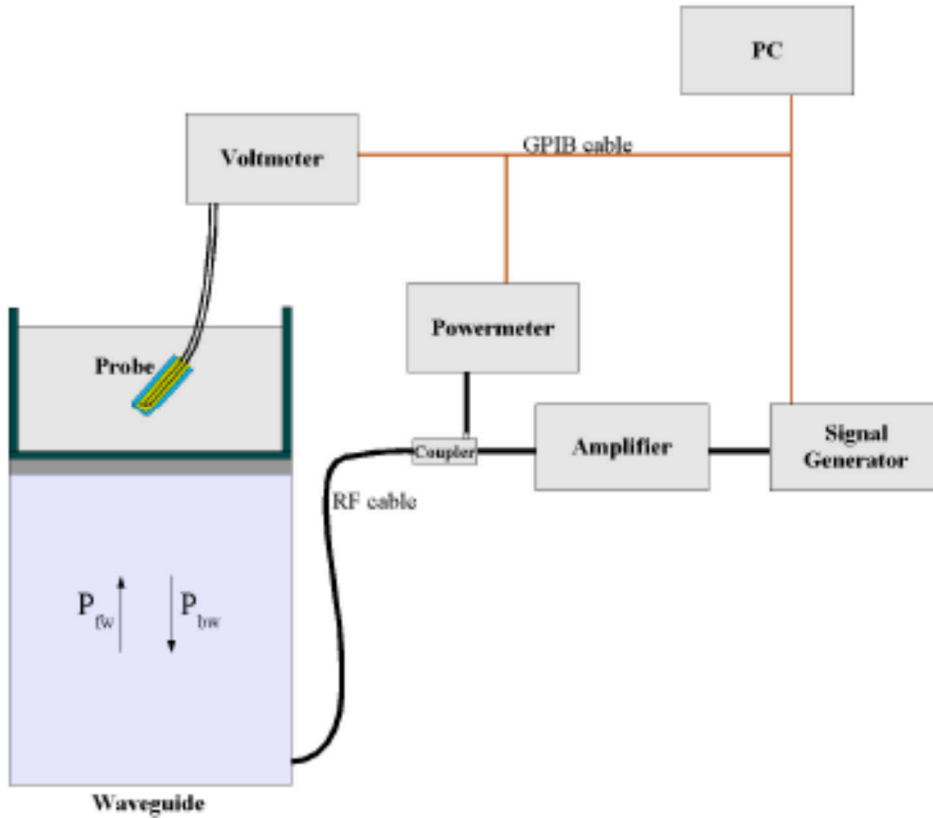 PC
Voltmeter
GPIB cable
Powermeter
Probe
Coupler
Amplifier
Signal
Generator
RF cable
P fw
P bw
Waveguide